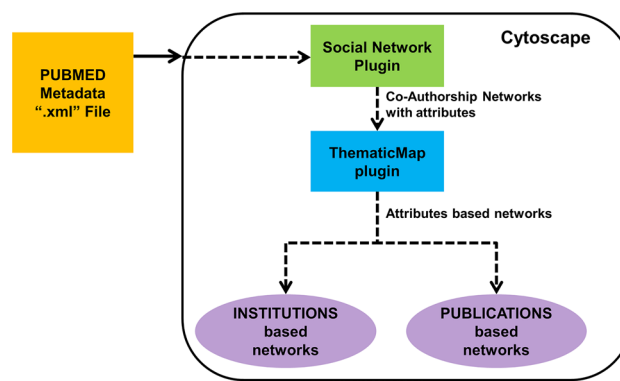 Cytoscape
PUBMED
Metadata
“.xml” File
Social Network
Plugin
Co-Authorship Networks
with attributes
ThematicMap
plugin
Attributes based networks
INSTITUTIONS
based
networks
PUBLICATIONS
based
networks